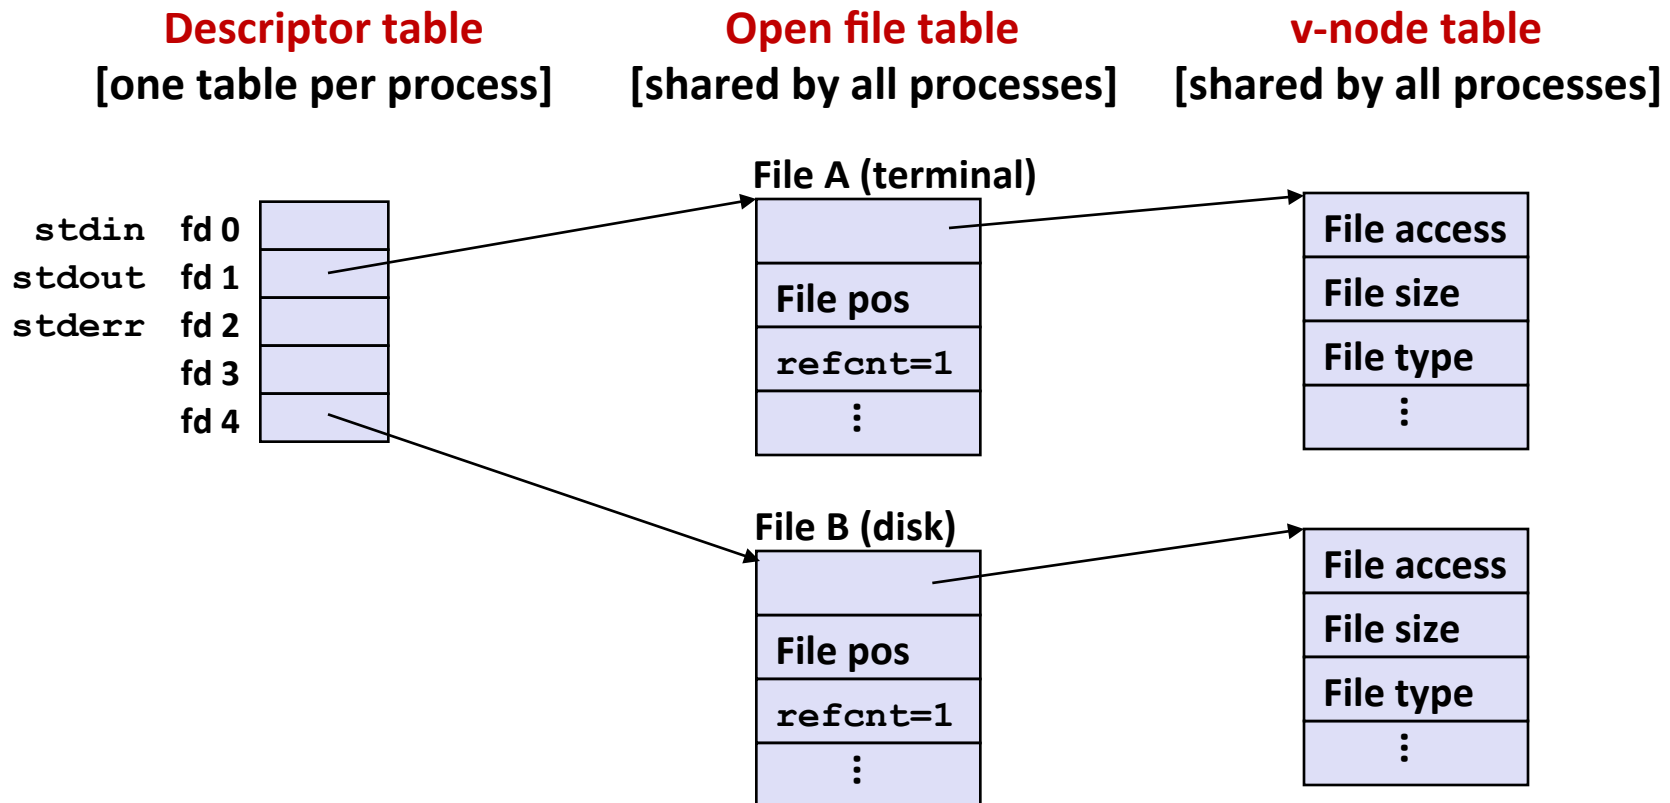 Descriptor table
[one table per process]
Open file table
[shared by all processes]
v-node table
[shared by all processes]
stdin fd 0
stdout fd 1
stderr fd 2
fd 3
fd 4
File A (terminal)
File pos
refcnt=1
⋮
File access
File size
File type
⋮
File B (disk)
File pos
refcnt=1
⋮
File access
File size
File type
⋮